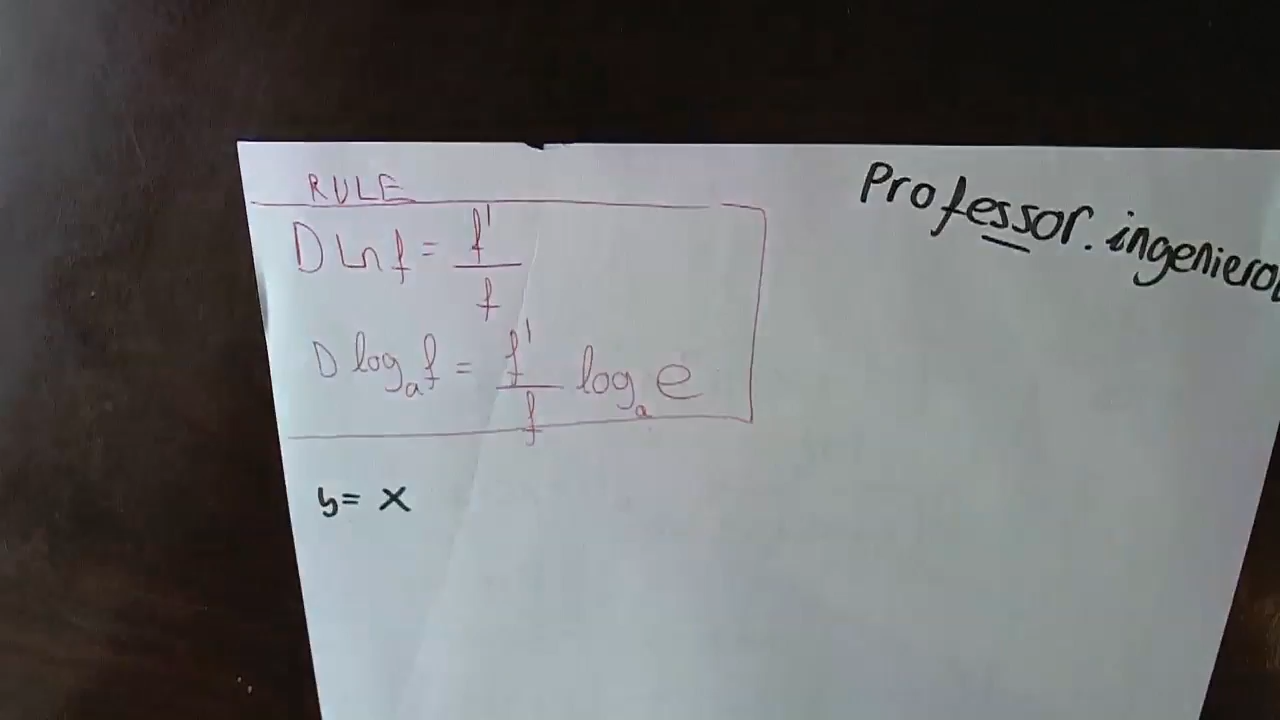 RULE
D Ln f = f' / f
D log_a f = f' / f log_a e
y = x
Professor.ingeniero